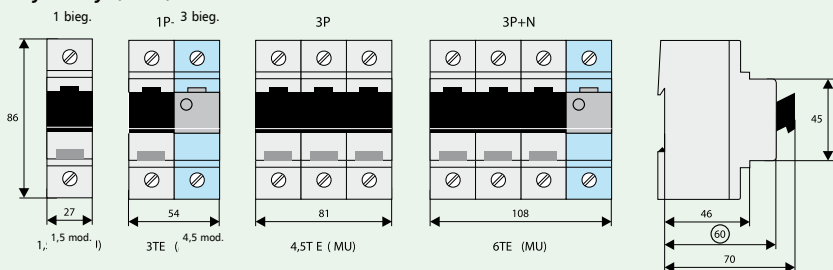 1 bieg.
1P-
3 bieg.
3P
3P+N
86
45
27
54
81
108
46
60
70
1,5 mod.
3TE (
4,5 mod.
4,5T E ( MU)
6TE (MU)